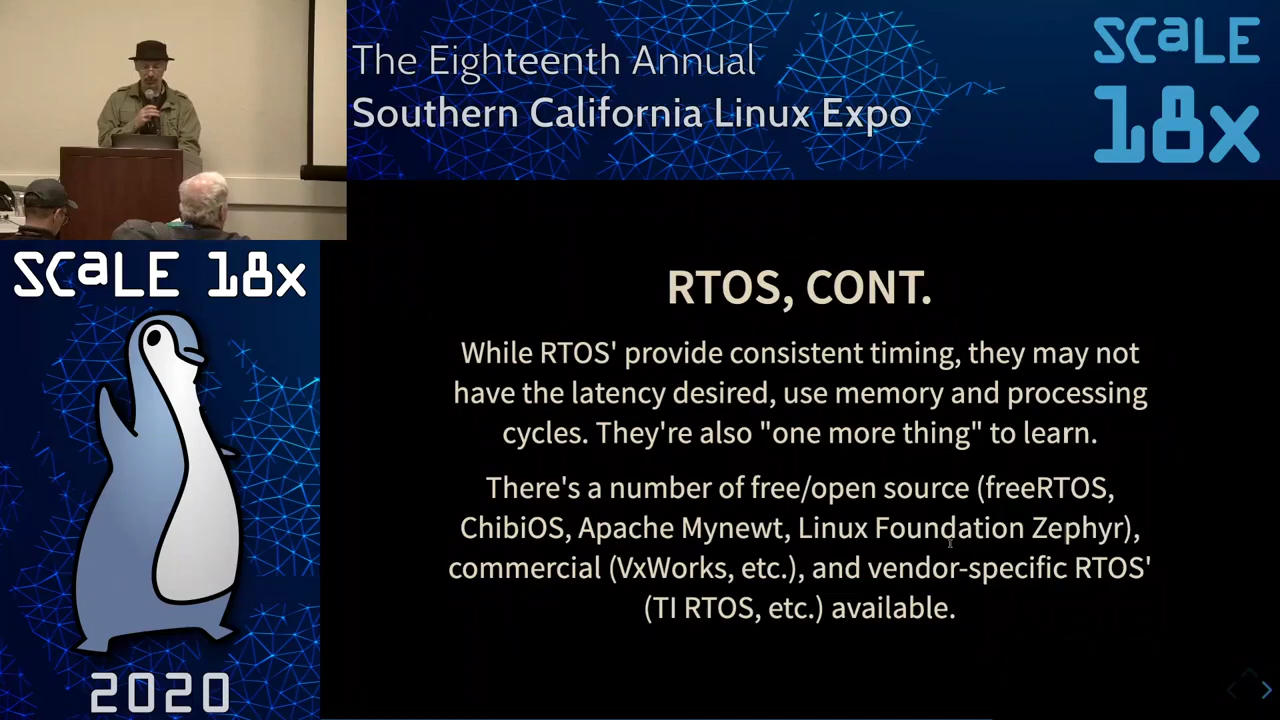 The Eighteenth Annual
Southern California Linux Expo
SCaLE
18x
SCaLE 18x
2020
RTOS, CONT.
While RTOS' provide consistent timing, they may not
have the latency desired, use memory and processing
cycles. They're also "one more thing" to learn.
There's a number of free/open source (freeRTOS,
ChibiOS, Apache Mynewt, Linux Foundation Zephyr),
commercial (VxWorks, etc.), and vendor-specific RTOS'
(TI RTOS, etc.) available.